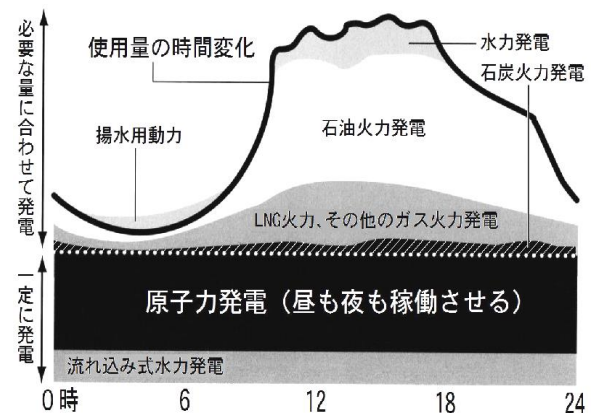 必要な量に合わせて発電
一定に発電
使用量の時間変化
水力発電
石炭火力発電
揚水用動力
石油火力発電
LNG火力、その他のガス火力発電
原子力発電（昼も夜も稼働させる）
流れ込み式水力発電
0時 6 12 18 24